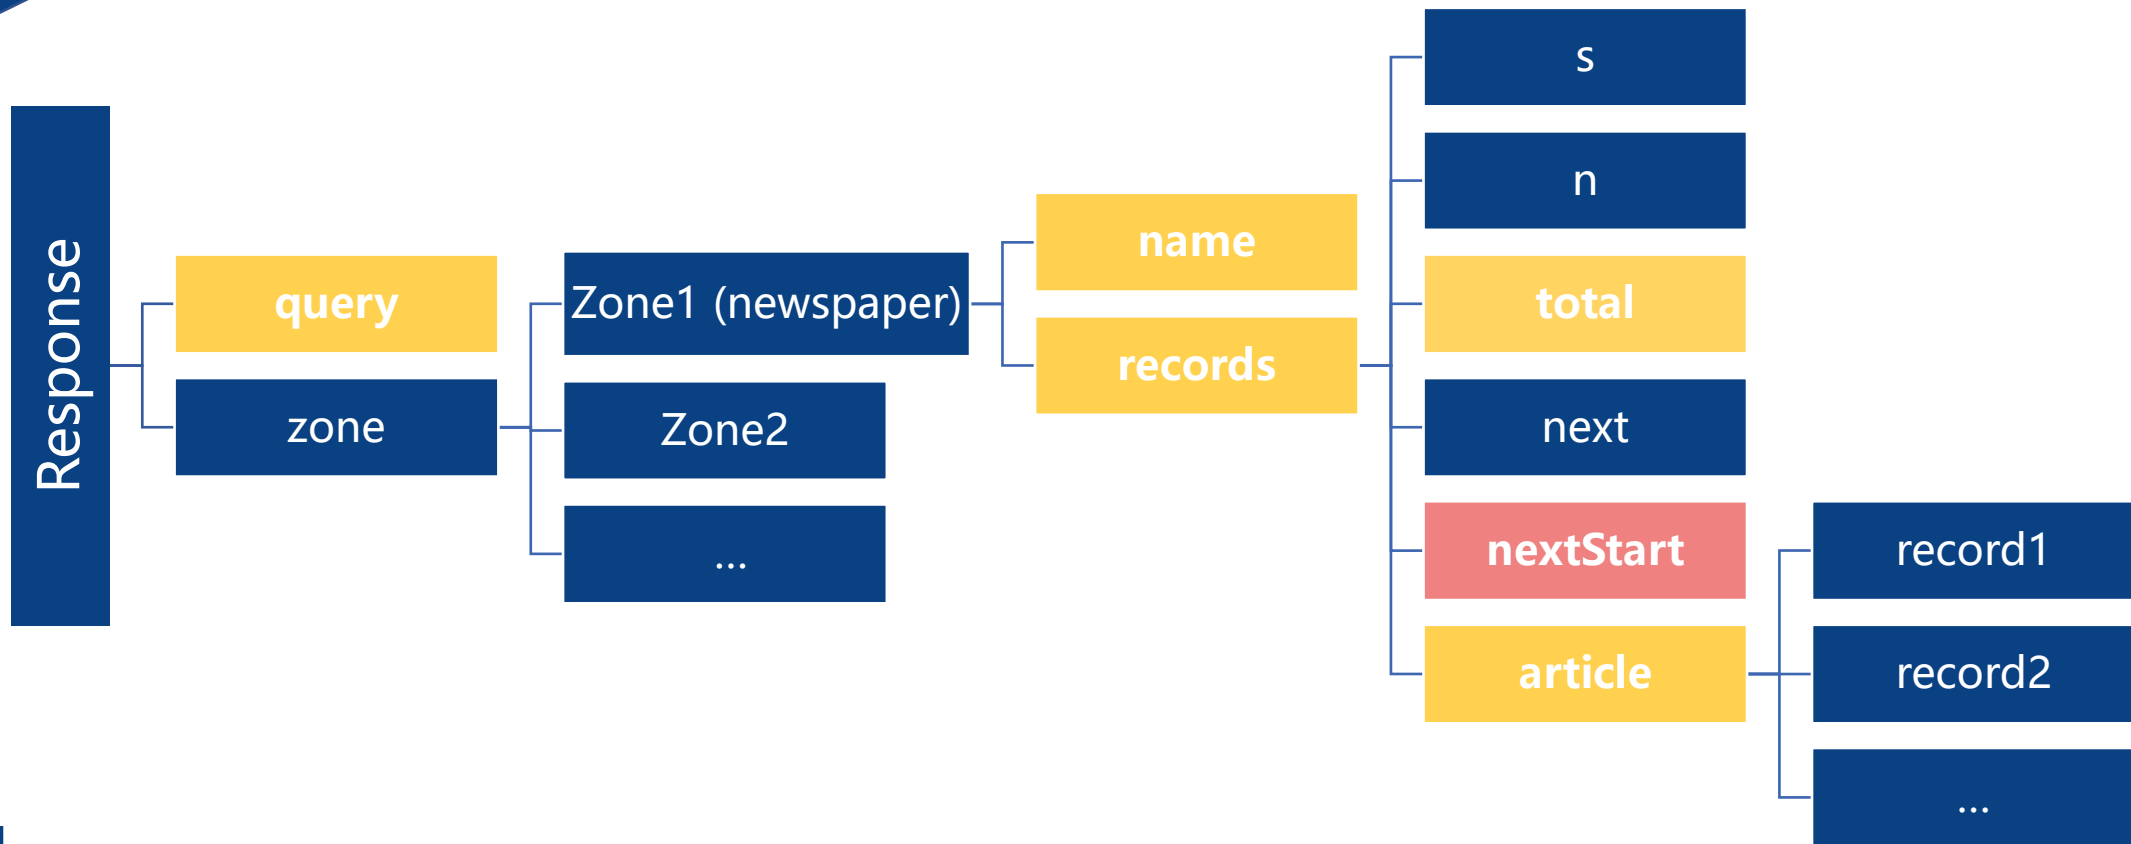 Response
query
zone
Zone1 (newspaper)
Zone2
...
name
records
s
n
total
next
nextStart
article
record1
record2
...